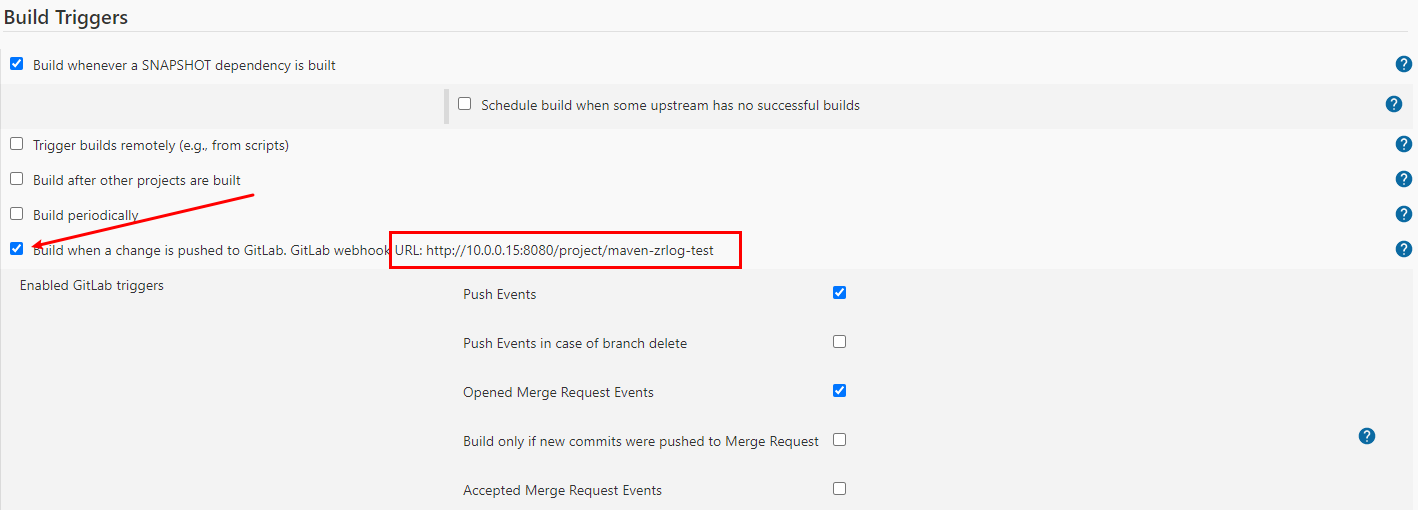 Build Triggers
Build whenever a SNAPSHOT dependency is built
Schedule build when some upstream has no successful builds
Trigger builds remotely (e.g., from scripts)
Build after other projects are built
Build periodically
Build when a change is pushed to GitLab. GitLab webhook URL: http://10.0.0.15:8080/project/maven-zrlog-test
Enabled GitLab triggers
Push Events
Push Events in case of branch delete
Opened Merge Request Events
Build only if new commits were pushed to Merge Request
Accepted Merge Request Events